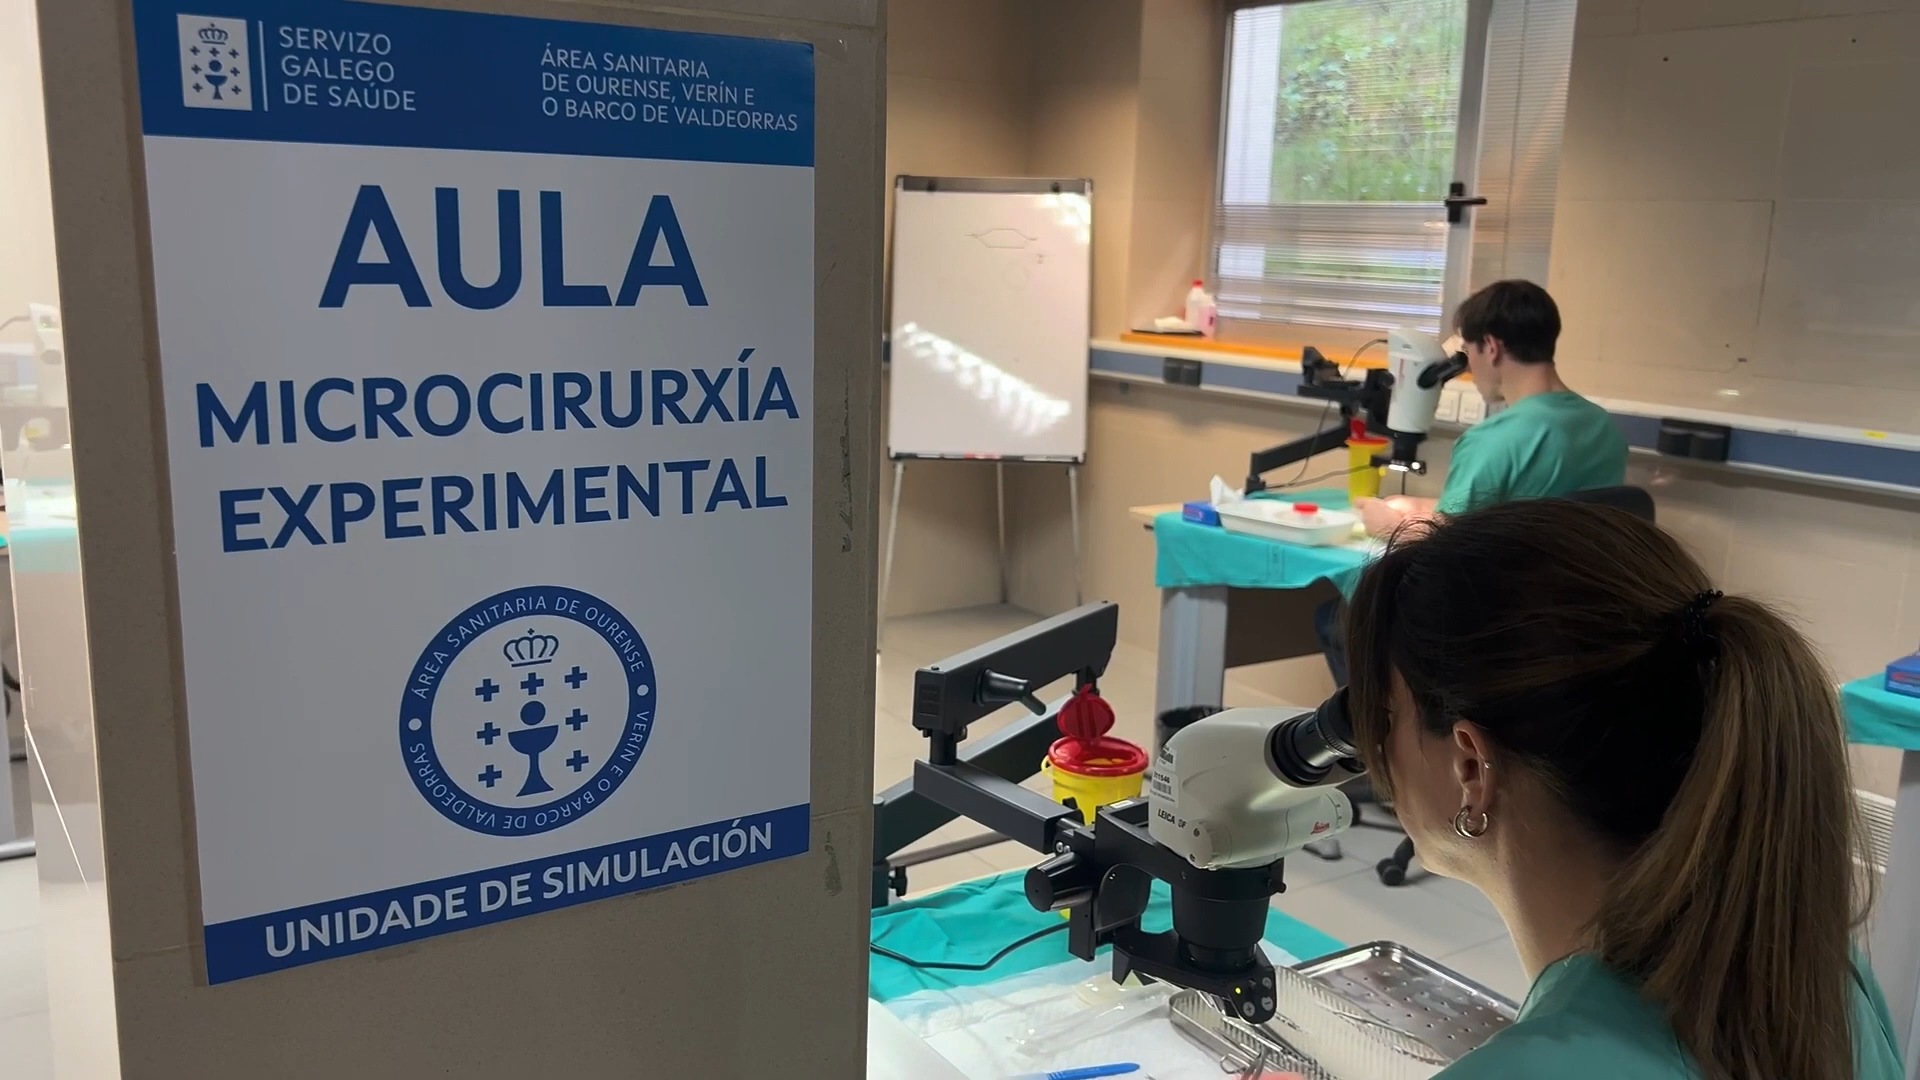 SERVIZO
GALEGO
DE SAÚDE
ÁREA SANITARIA
DE OURENSE, VERÍN E
O BARCO DE VALDEORRAS
AULA
MICROCIRURXÍA
EXPERIMENTAL
ÁREA SANITARIA DE OURENSE • VERÍN E O BARCO DE VALDEORRAS •
UNIDADE DE SIMULACIÓN
LEICA
Leica